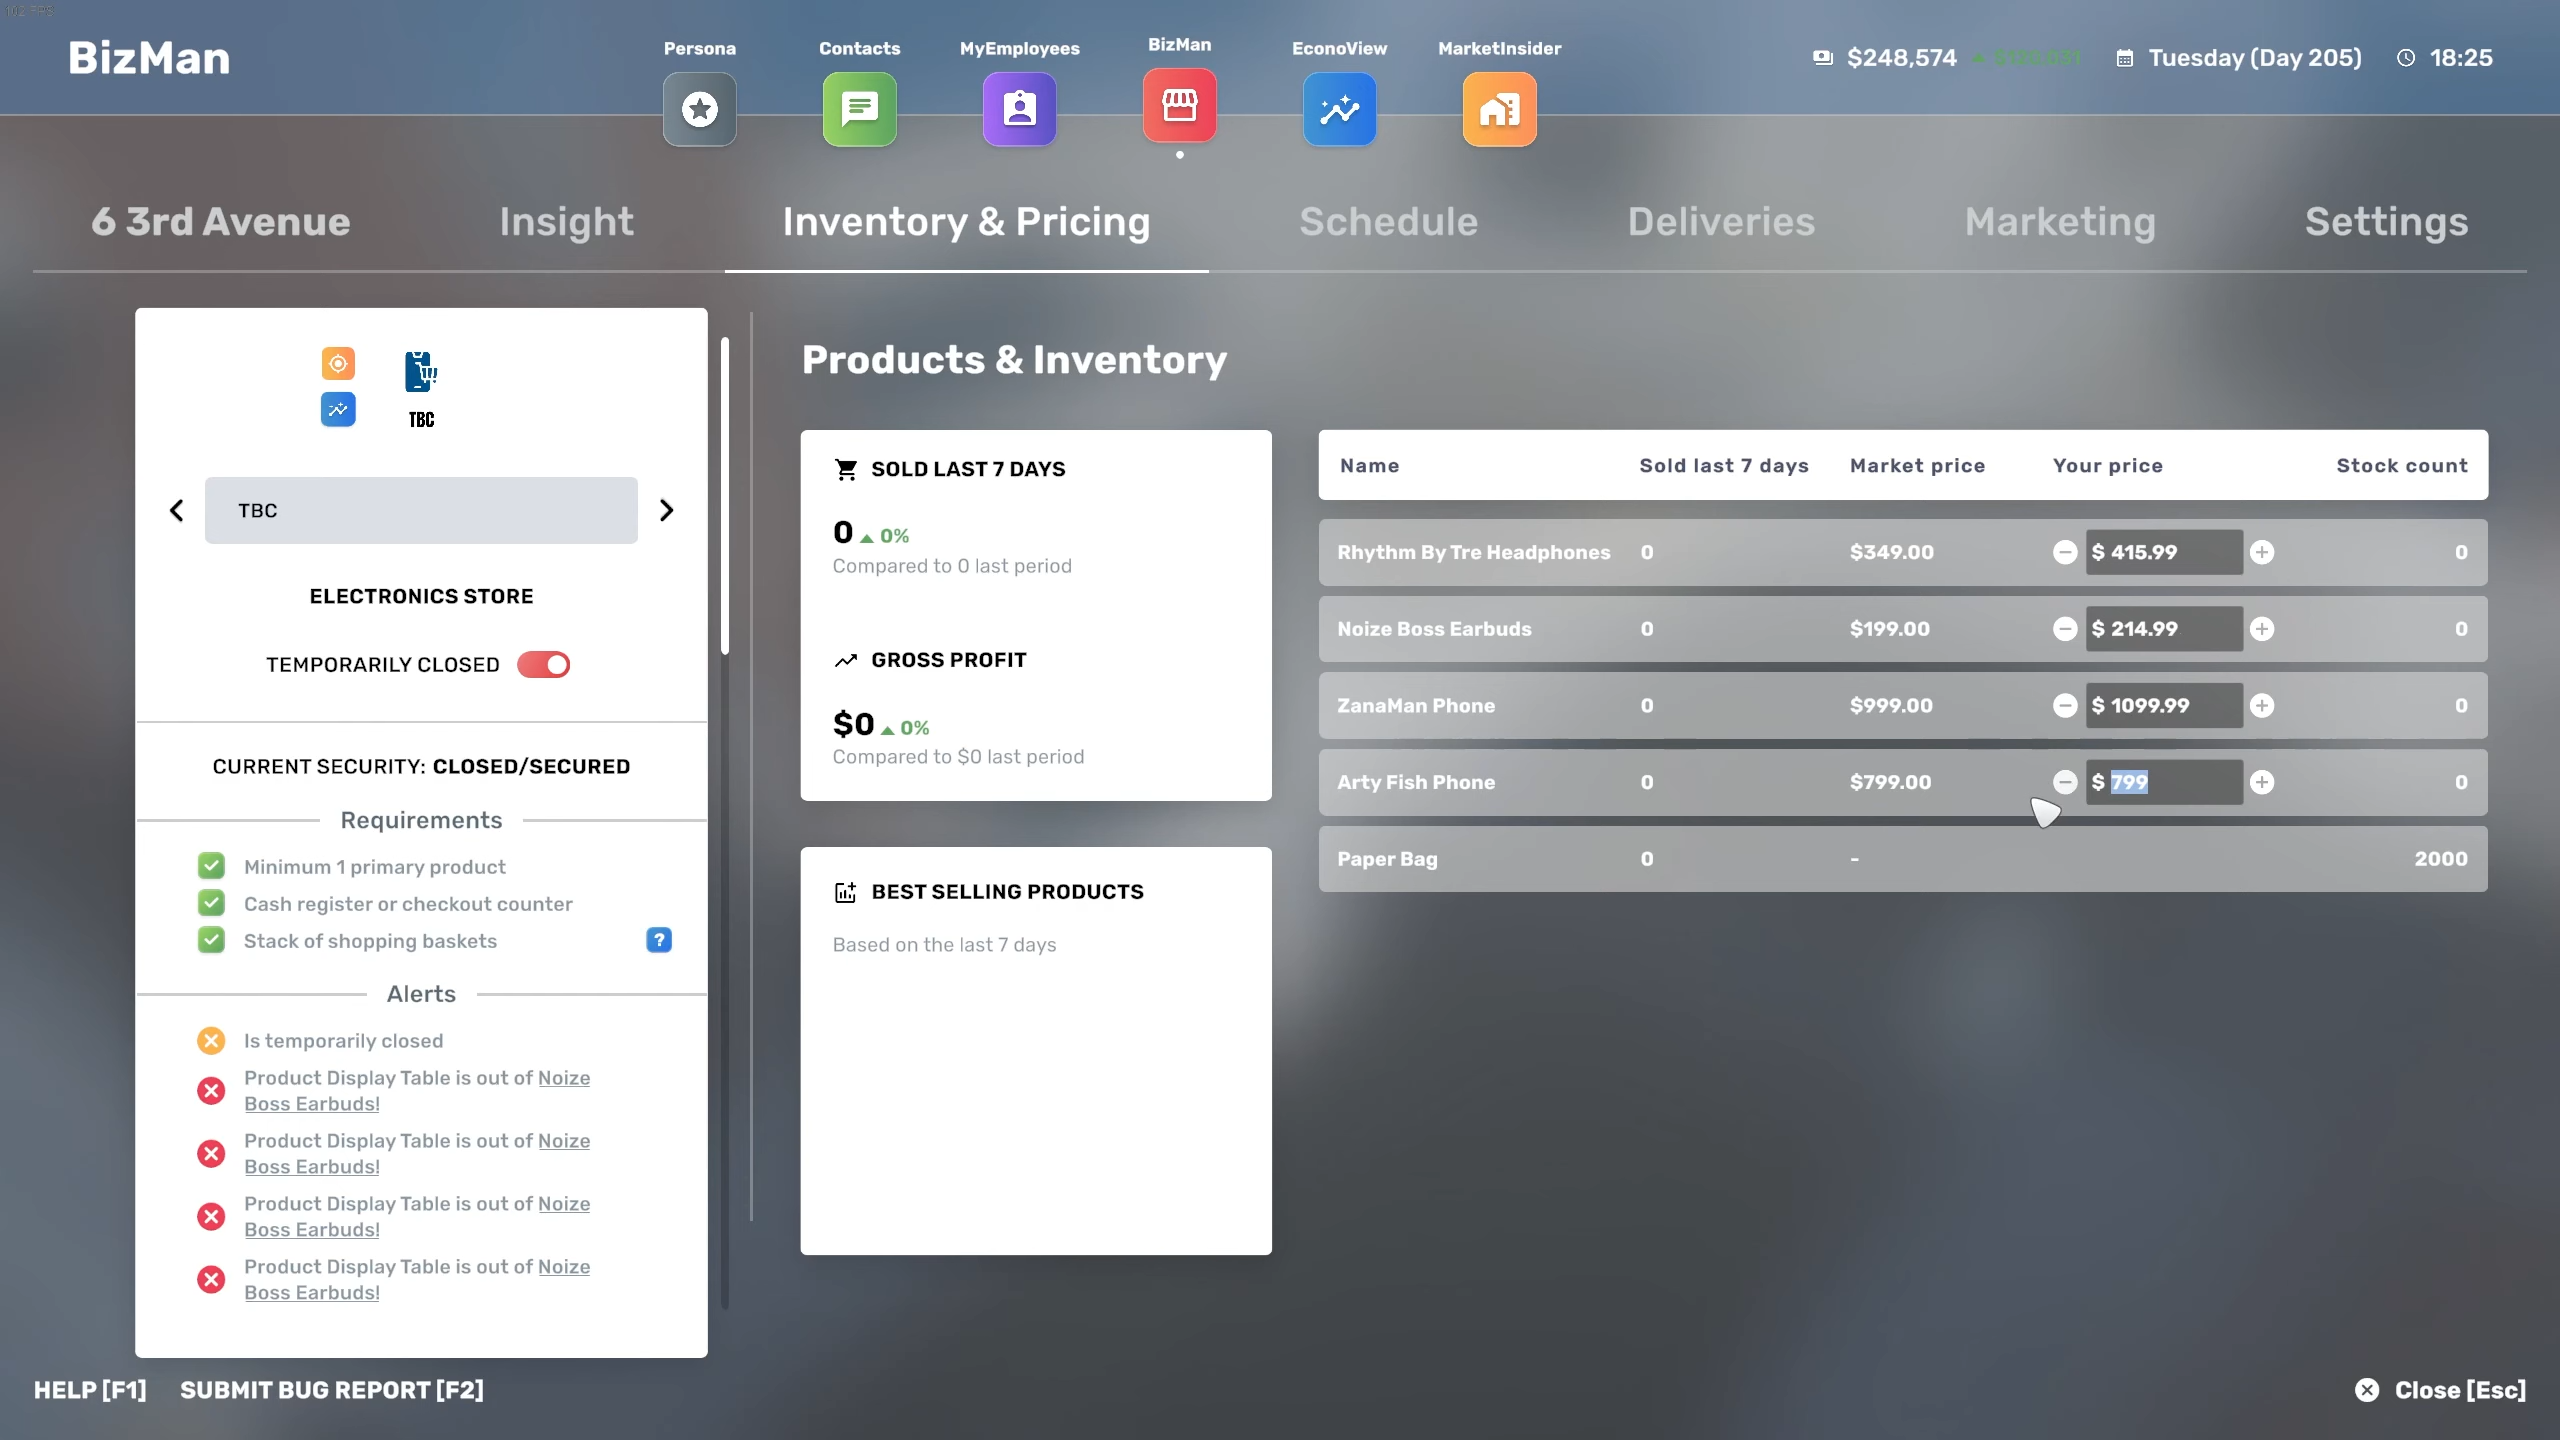 BizMan
Persona
Contacts
MyEmployees
BizMan
EconoView
MarketInsider
$248,574
Tuesday (Day 205)
18:25
6 3rd Avenue
Insight
Inventory & Pricing
Schedule
Deliveries
Marketing
Settings
TBC
TBC
ELECTRONICS STORE
TEMPORARILY CLOSED
CURRENT SECURITY: CLOSED/SECURED
Requirements
Minimum 1 primary product
Cash register or checkout counter
Stack of shopping baskets
?
Alerts
Is temporarily closed
Product Display Table is out of Noize
Boss Earbuds!
Product Display Table is out of Noize
Boss Earbuds!
Product Display Table is out of Noize
Boss Earbuds!
Product Display Table is out of Noize
Boss Earbuds!
Products & Inventory
SOLD LAST 7 DAYS
0 0%
Compared to 0 last period
GROSS PROFIT
$0 0%
Compared to $0 last period
BEST SELLING PRODUCTS
Based on the last 7 days
Name Sold last 7 days Market price Your price Stock count
Rhythm By Tre Headphones 0 $349.00 $ 415.99 0
Noize Boss Earbuds 0 $199.00 $ 214.99 0
ZanaMan Phone 0 $999.00 $ 1099.99 0
Arty Fish Phone 0 $799.00 $ 799 0
Paper Bag 0 - 2000
HELP [F1]
SUBMIT BUG REPORT [F2]
Close [Esc]